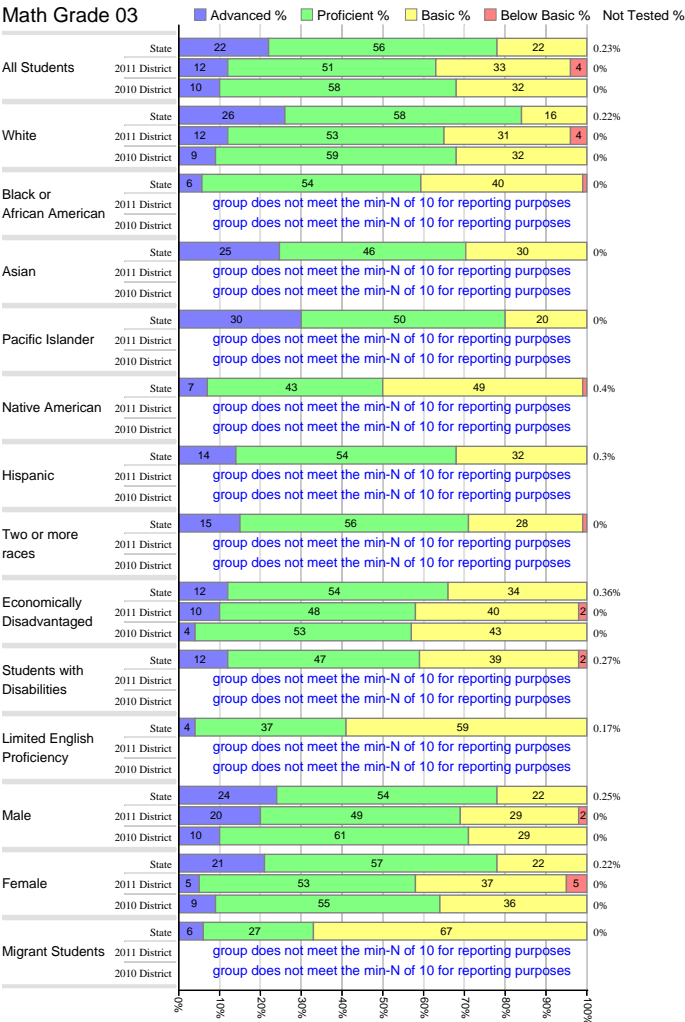 Math Grade 03 Advanced % Proficient % Basic % Below Basic % Not Tested %
State 22 56 22 0.23%
All Students 2011 District 12 51 33 4 0%
2010 District 10 58 32 0%
State 26 58 16 0.22%
White 2011 District 12 53 31 4 0%
2010 District 9 59 32 0%
State 6 54 40 0%
Black or
2011 District group does not meet the min-N of 10 for reporting purposes
African American
2010 District group does not meet the min-N of 10 for reporting purposes
State 25 46 30 0%
Asian 2011 District group does not meet the min-N of 10 for reporting purposes
2010 District group does not meet the min-N of 10 for reporting purposes
State 30 50 20 0%
Pacific Islander 2011 District group does not meet the min-N of 10 for reporting purposes
2010 District group does not meet the min-N of 10 for reporting purposes
State 7 43 49 0.4%
Native American 2011 District group does not meet the min-N of 10 for reporting purposes
2010 District group does not meet the min-N of 10 for reporting purposes
State 14 54 32 0.3%
Hispanic 2011 District group does not meet the min-N of 10 for reporting purposes
2010 District group does not meet the min-N of 10 for reporting purposes
State 15 56 28 0%
Two or more
2011 District group does not meet the min-N of 10 for reporting purposes
races
2010 District group does not meet the min-N of 10 for reporting purposes
State 12 54 34 0.36%
Economically
2011 District 10 48 40 2 0%
Disadvantaged
2010 District 4 53 43 0%
State 12 47 39 2 0.27%
Students with
2011 District group does not meet the min-N of 10 for reporting purposes
Disabilities
2010 District group does not meet the min-N of 10 for reporting purposes
State 4 37 59 0.17%
Limited English
2011 District group does not meet the min-N of 10 for reporting purposes
Proficiency
2010 District group does not meet the min-N of 10 for reporting purposes
State 24 54 22 0.25%
Male 2011 District 20 49 29 2 0%
2010 District 10 61 29 0%
State 21 57 22 0.22%
Female 2011 District 5 53 37 5 0%
2010 District 9 55 36 0%
State 6 27 67 0%
Migrant Students 2011 District group does not meet the min-N of 10 for reporting purposes
2010 District group does not meet the min-N of 10 for reporting purposes
0% 10% 20% 30% 40% 50% 60% 70% 80% 90% 100%